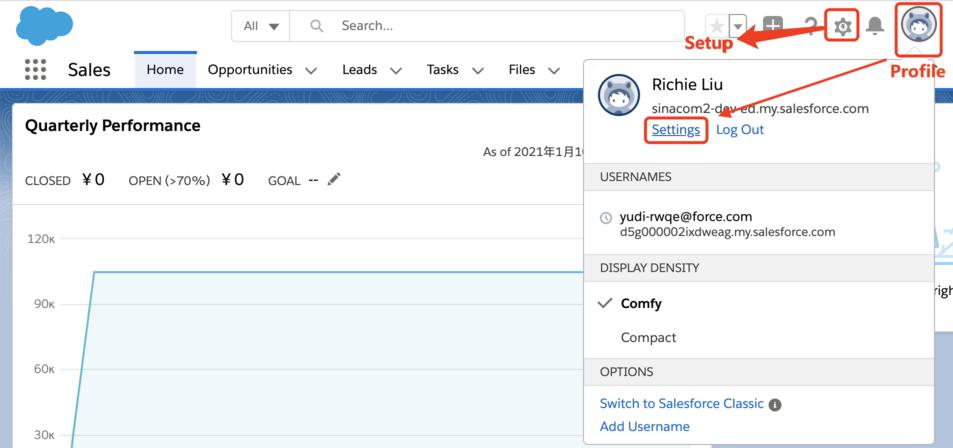 All
Search...
Setup
Profile
Sales
Home
Opportunities
Leads
Tasks
Files
Richie Liu
sinacom2-dev-ed.my.salesforce.com
Settings
Log Out
Quarterly Performance
As of 2021年1月1
CLOSED ¥0 OPEN (>70%) ¥0 GOAL --
120K
90K
60K
30K
USERNAMES
yudi-rwqe@force.com
d5g000002ixdweag.my.salesforce.com
DISPLAY DENSITY
Comfy
Compact
OPTIONS
Switch to Salesforce Classic
Add Username